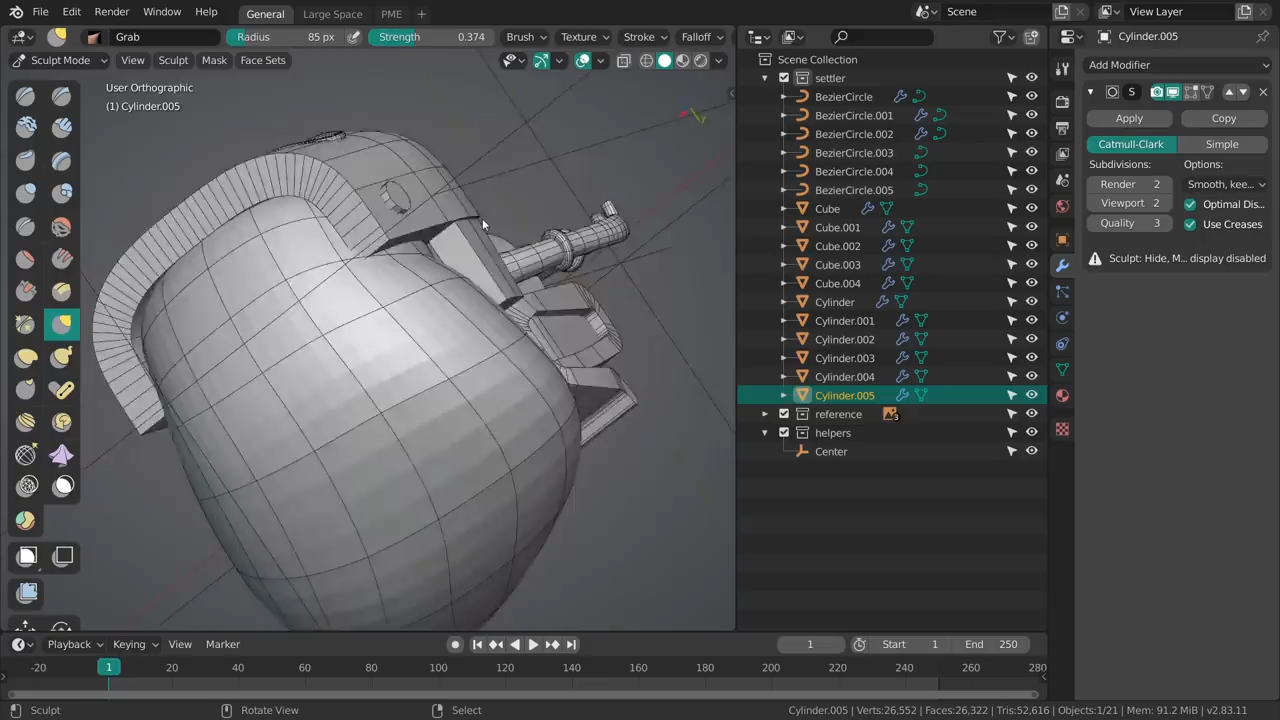 File Edit Render Window Help General Large Space PME + Scene View Layer
Grab Radius 85 px Strength 0.374 Brush Texture Stroke Falloff Cylinder.005
Sculpt Mode View Sculpt Mask Face Sets
User Orthographic
(1) Cylinder.005
Y
Scene Collection
settler
BezierCircle
BezierCircle.001
BezierCircle.002
BezierCircle.003
BezierCircle.004
BezierCircle.005
Cube
Cube.001
Cube.002
Cube.003
Cube.004
Cylinder
Cylinder.001
Cylinder.002
Cylinder.003
Cylinder.004
Cylinder.005
reference 3
helpers
Center
Add Modifier
S
Apply Copy
Catmull-Clark Simple
Subdivisions: Options:
Render 2 Smooth, kee...
Viewport 2 Optimal Dis...
Quality 3 Use Creases
Sculpt: Hide, M... display disabled
Playback Keying View Marker 1 Start 1 End 250
-20 1 20 40 60 80 100 120 140 160 180 200 220 240 260 280
Sculpt Rotate View Select Cylinder.005 | Verts:26,552 | Faces:26,322 | Tris:52,616 | Objects:1/21 | Mem: 91.2 MiB | v2.83.11